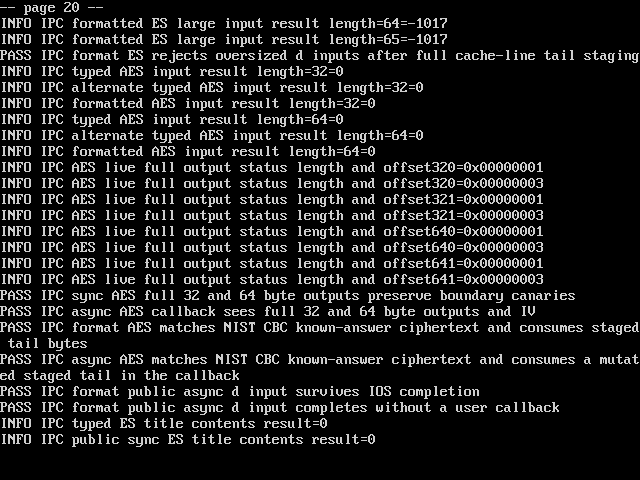 -- page 20 --
INFO IPC formatted ES large input result length=64=-1017
INFO IPC formatted ES large input result length=65=-1017
PASS IPC format ES rejects oversized d inputs after full cache-line tail staging
INFO IPC typed AES input result length=32=0
INFO IPC alternate typed AES input result length=32=0
INFO IPC formatted AES input result length=32=0
INFO IPC typed AES input result length=64=0
INFO IPC alternate typed AES input result length=64=0
INFO IPC formatted AES input result length=64=0
INFO IPC AES live full output status length and offset320=0x00000001
INFO IPC AES live full output status length and offset320=0x00000003
INFO IPC AES live full output status length and offset321=0x00000001
INFO IPC AES live full output status length and offset321=0x00000003
INFO IPC AES live full output status length and offset640=0x00000001
INFO IPC AES live full output status length and offset640=0x00000003
INFO IPC AES live full output status length and offset641=0x00000001
INFO IPC AES live full output status length and offset641=0x00000003
PASS IPC sync AES full 32 and 64 byte outputs preserve boundary canaries
PASS IPC async AES callback sees full 32 and 64 byte outputs and IV
PASS IPC format AES matches NIST CBC known-answer ciphertext and consumes staged
 tail bytes
PASS IPC async AES matches NIST CBC known-answer ciphertext and consumes a mutat
ed staged tail in the callback
PASS IPC format public async d input survives IOS completion
PASS IPC format public async d input completes without a user callback
INFO IPC typed ES title contents result=0
INFO IPC public sync ES title contents result=0